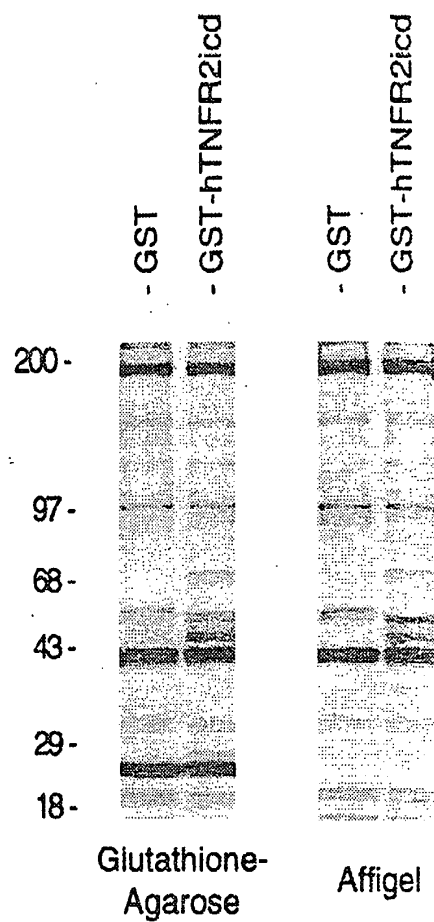 - GST
- GST-hTNFR2icd
- GST
- GST-hTNFR2icd
200 -
97 -
68 -
43 -
29 -
18 -
Glutathione-
Agarose
Affigel